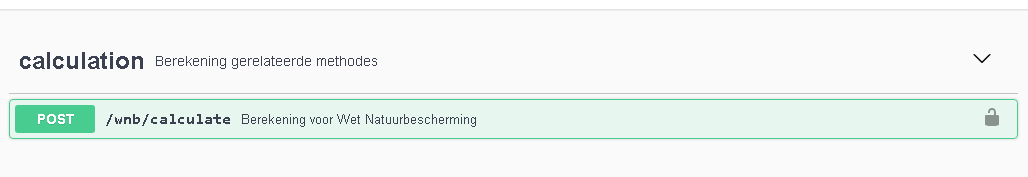 calculation Berekening gerelateerde methodes
POST /wnb/calculate Berekening voor Wet Natuurbescherming